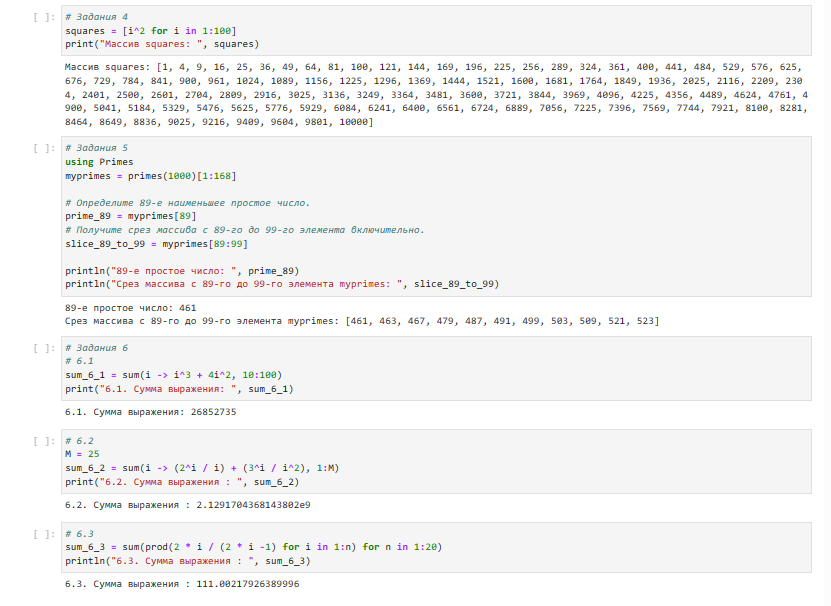 [ ]: # Задания 4
squares = [i^2 for i in 1:100]
print("Массив squares: ", squares)
Массив squares: [1, 4, 9, 16, 25, 36, 49, 64, 81, 100, 121, 144, 169, 196, 225, 256, 289, 324, 361, 400, 441, 484, 529, 576, 625,
676, 729, 784, 841, 900, 961, 1024, 1089, 1156, 1225, 1296, 1369, 1444, 1521, 1600, 1681, 1764, 1849, 1936, 2025, 2116, 2209, 230
4, 2401, 2500, 2601, 2704, 2809, 2916, 3025, 3136, 3249, 3364, 3481, 3600, 3721, 3844, 3969, 4096, 4225, 4356, 4489, 4624, 4761, 4
900, 5041, 5184, 5329, 5476, 5625, 5776, 5929, 6084, 6241, 6400, 6561, 6724, 6889, 7056, 7225, 7396, 7569, 7744, 7921, 8100, 8281,
8464, 8649, 8836, 9025, 9216, 9409, 9604, 9801, 10000]
[ ]: # Задания 5
using Primes
myprimes = primes(1000)[1:168]
# Определите 89-е наименьшее простое число.
prime_89 = myprimes[89]
# Получите срез массива с 89-го до 99-го элемента включительно.
slice_89_to_99 = myprimes[89:99]
println("89-е простое число: ", prime_89)
println("Срез массива с 89-го до 99-го элемента myprimes: ", slice_89_to_99)
89-е простое число: 461
Срез массива с 89-го до 99-го элемента myprimes: [461, 463, 467, 479, 487, 491, 499, 503, 509, 521, 523]
[ ]: # Задания 6
# 6.1
sum_6_1 = sum(i -> i^3 + 4i^2, 10:100)
print("6.1. Сумма выражения: ", sum_6_1)
6.1. Сумма выражения: 26852735
[ ]: # 6.2
M = 25
sum_6_2 = sum(i -> (2^i / i) + (3^i / i^2), 1:M)
print("6.2. Сумма выражения : ", sum_6_2)
6.2. Сумма выражения : 2.1291704368143802e9
[ ]: # 6.3
sum_6_3 = sum(prod(2 * i / (2 * i -1) for i in 1:n) for n in 1:20)
println("6.3. Сумма выражения : ", sum_6_3)
6.3. Сумма выражения : 111.00217926389996